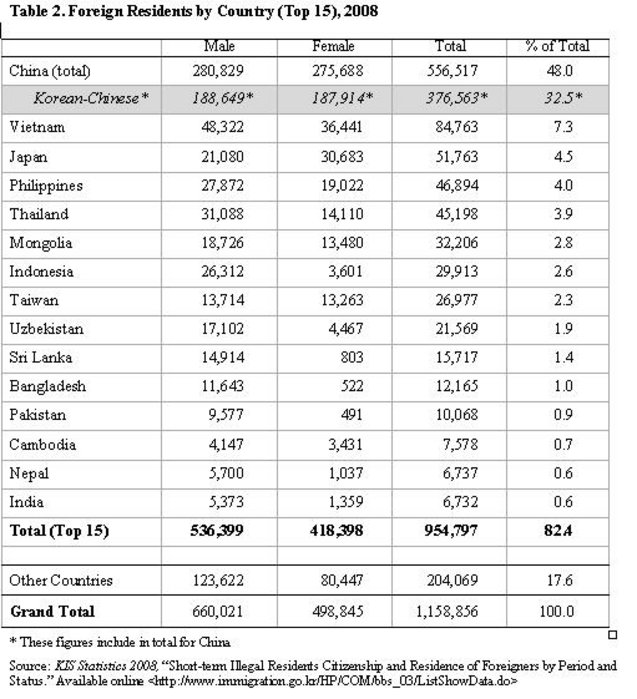 Table 2. Foreign Residents by Country (Top 15), 2008
Male Female Total % of Total
China (total) 280,829 275,688 556,517 48.0
Korean-Chinese* 188,649* 187,914* 376,563* 32.5*
Vietnam 48,322 36,441 84,763 7.3
Japan 21,080 30,683 51,763 4.5
Philippines 27,872 19,022 46,894 4.0
Thailand 31,088 14,110 45,198 3.9
Mongolia 18,726 13,480 32,206 2.8
Indonesia 26,312 3,601 29,913 2.6
Taiwan 13,714 13,263 26,977 2.3
Uzbekistan 17,102 4,467 21,569 1.9
Sri Lanka 14,914 803 15,717 1.4
Bangladesh 11,643 522 12,165 1.0
Pakistan 9,577 491 10,068 0.9
Cambodia 4,147 3,431 7,578 0.7
Nepal 5,700 1,037 6,737 0.6
India 5,373 1,359 6,732 0.6
Total (Top 15) 536,399 418,398 954,797 82.4
Other Countries 123,622 80,447 204,069 17.6
Grand Total 660,021 498,845 1,158,856 100.0
* These figures include in total for China
Source: KIS Statistics 2008, “Short-term Illegal Residents Citizenship and Residence of Foreigners by Period and
Status.” Available online <http://www.immigration.go.kr/HP/COM/bbs_03/ListShowData.do>